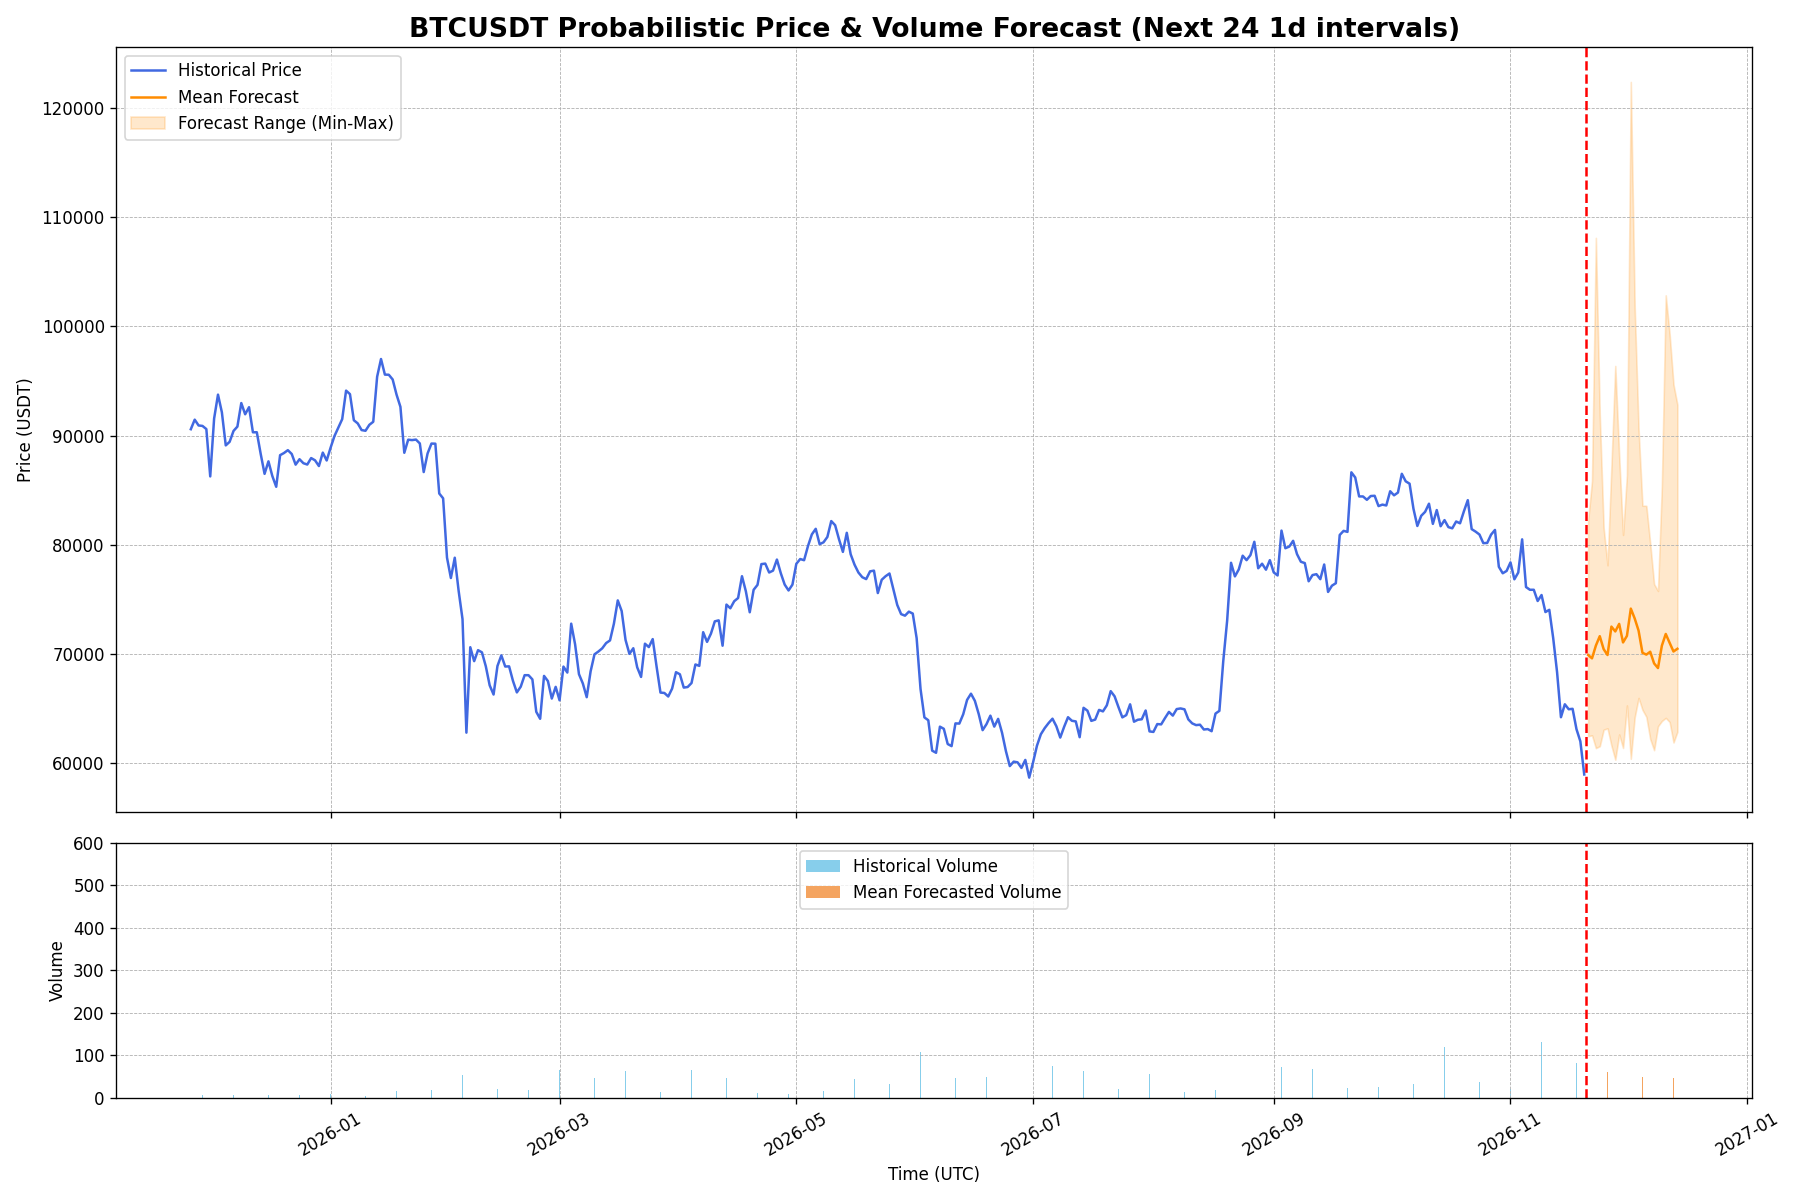 BTCUSDT Probabilistic Price & Volume Forecast (Next 24 1d intervals)
Historical Price
Mean Forecast
Forecast Range (Min-Max)
120000
110000
100000
90000
80000
70000
60000
Price (USDT)
Historical Volume
Mean Forecasted Volume
600
500
400
300
200
100
0
Volume
2026-01
2026-03
2026-05
2026-07
2026-09
2026-11
2027-01
Time (UTC)